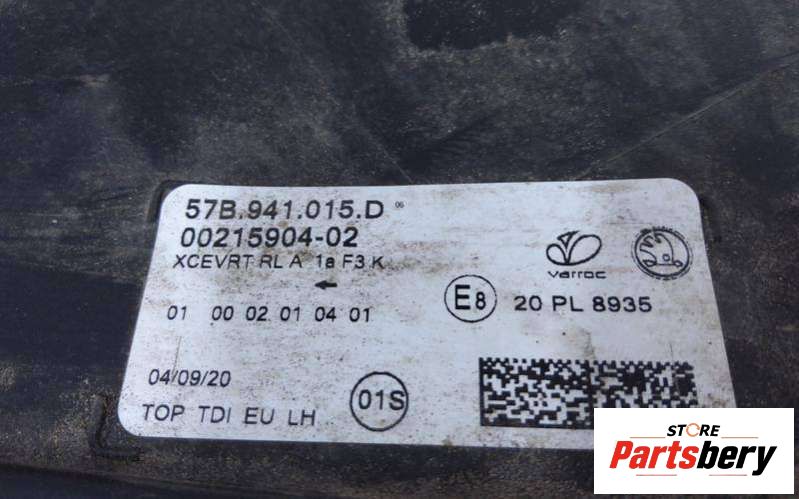 57B.941.015.D 06
00215904-02
XCEVRT RL A 1a F3 K
varroc
←
E8 20 PL 8935
01 00 02 01 04 01
04/09/20
01S
TOP TDI EU LH
STORE
Partsbery